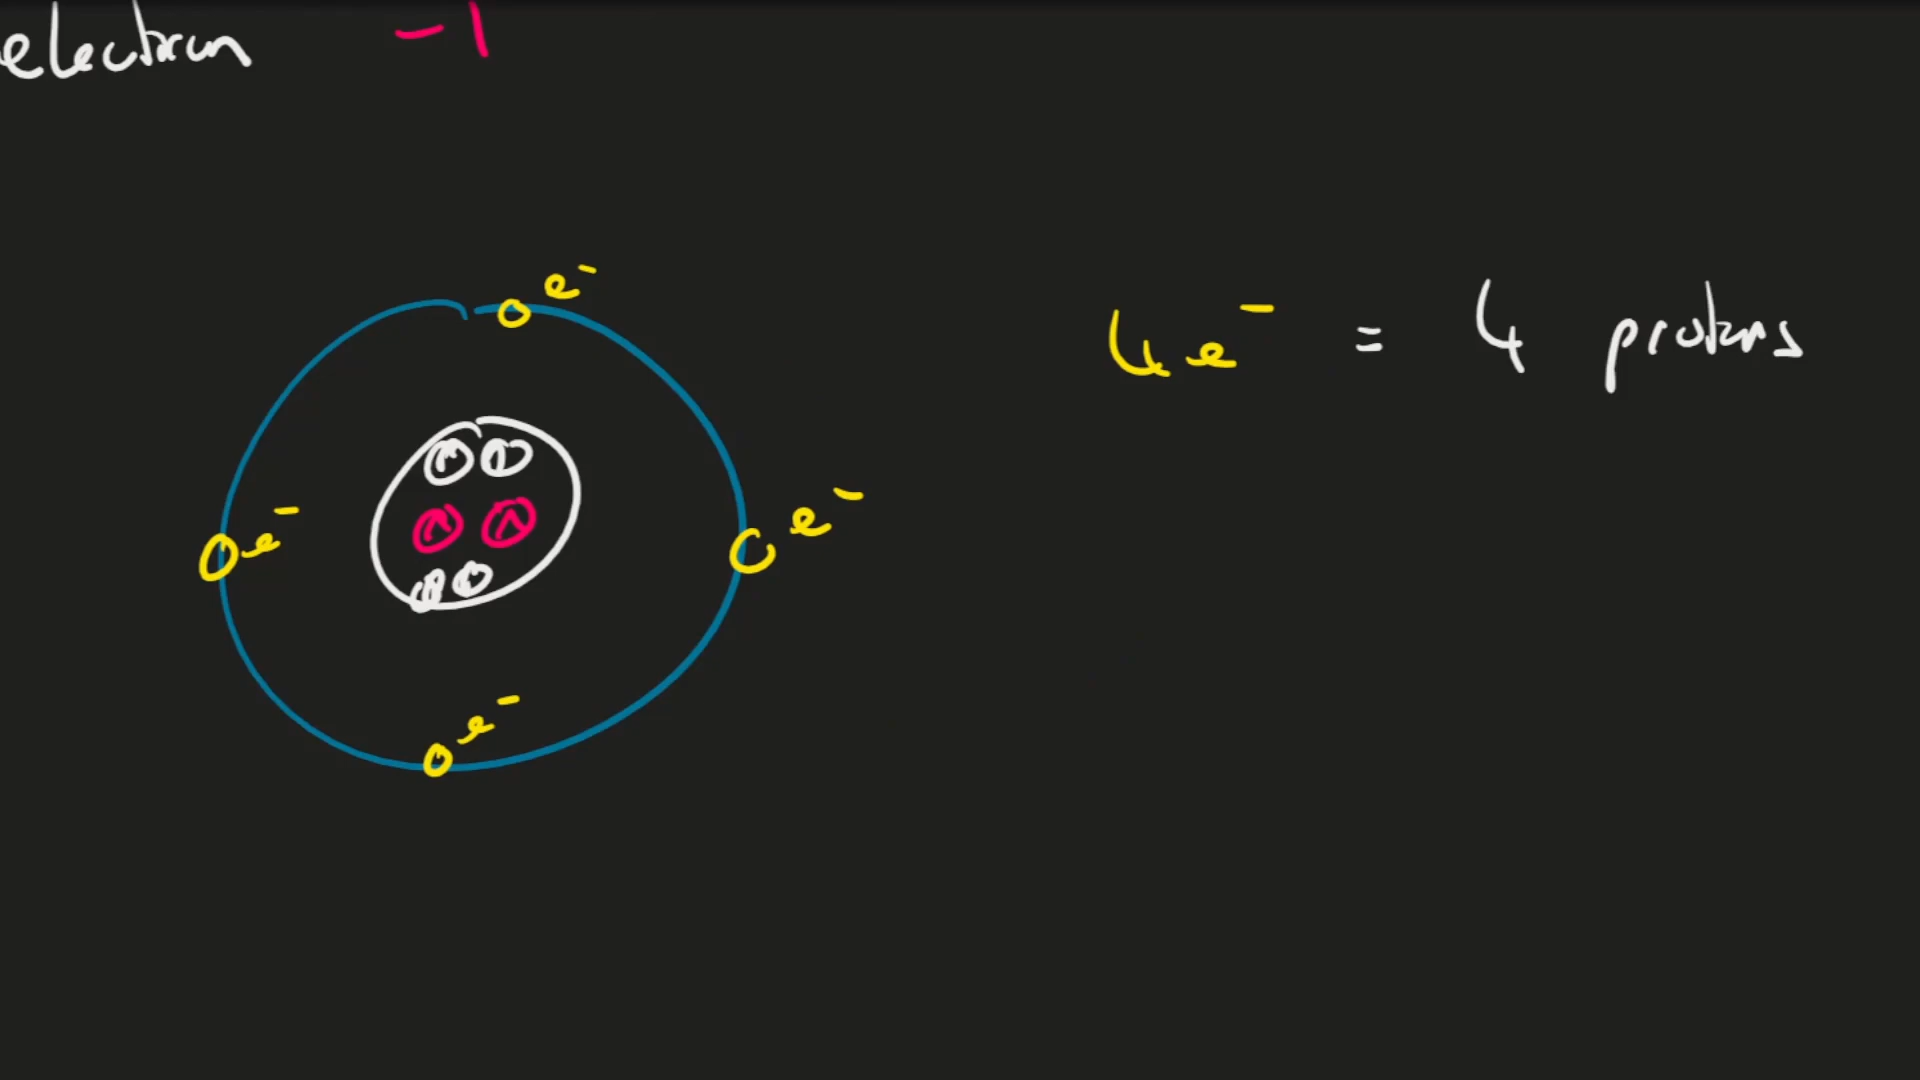 electron -1
e⁻
4e⁻ = 4 protons
e⁻
e⁻
e⁻